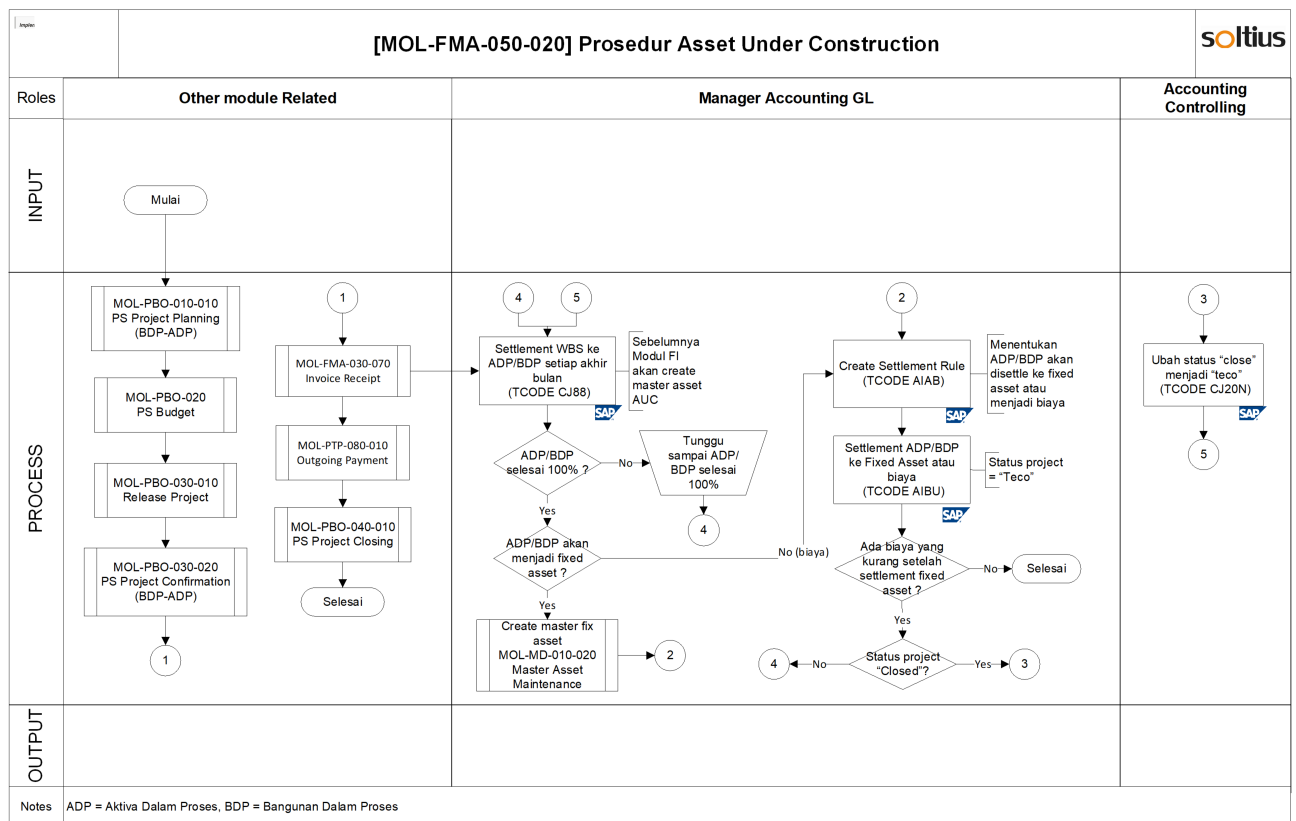 Implen
[MOL-FMA-050-020] Prosedur Asset Under Construction
soltius
Roles
Other module Related
Manager Accounting GL
Accounting
Controlling
INPUT
Mulai
PROCESS
MOL-PBO-010-010
PS Project Planning
(BDP-ADP)
MOL-PBO-020
PS Budget
MOL-PBO-030-010
Release Project
MOL-PBO-030-020
PS Project Confirmation
(BDP-ADP)
1
1
MOL-FMA-030-070
Invoice Receipt
MOL-PTP-080-010
Outgoing Payment
MOL-PBO-040-010
PS Project Closing
Selesai
4
5
Settlement WBS ke
ADP/BDP setiap akhir
bulan
(TCODE CJ88)
SAP
Sebelumnya
Modul FI
akan create
master asset
AUC
ADP/BDP
selesai 100% ?
No
Tunggu
sampai ADP/
BDP selesai
100%
4
Yes
ADP/BDP akan
menjadi fixed
asset ?
No (biaya)
Yes
Create master fix
asset
MOL-MD-010-020
Master Asset
Maintenance
2
2
Create Settlement Rule
(TCODE AIAB)
SAP
Menentukan
ADP/BDP akan
disettle ke fixed
asset atau
menjadi biaya
Settlement ADP/BDP
ke Fixed Asset atau
biaya
(TCODE AIBU)
SAP
Status project
= “Teco”
Ada biaya yang
kurang setelah
settlement fixed
asset ?
No
Selesai
Yes
Status project
“Closed”?
No
4
Yes
3
3
Ubah status “close”
menjadi “teco”
(TCODE CJ20N)
SAP
5
OUTPUT
Notes
ADP = Aktiva Dalam Proses, BDP = Bangunan Dalam Proses